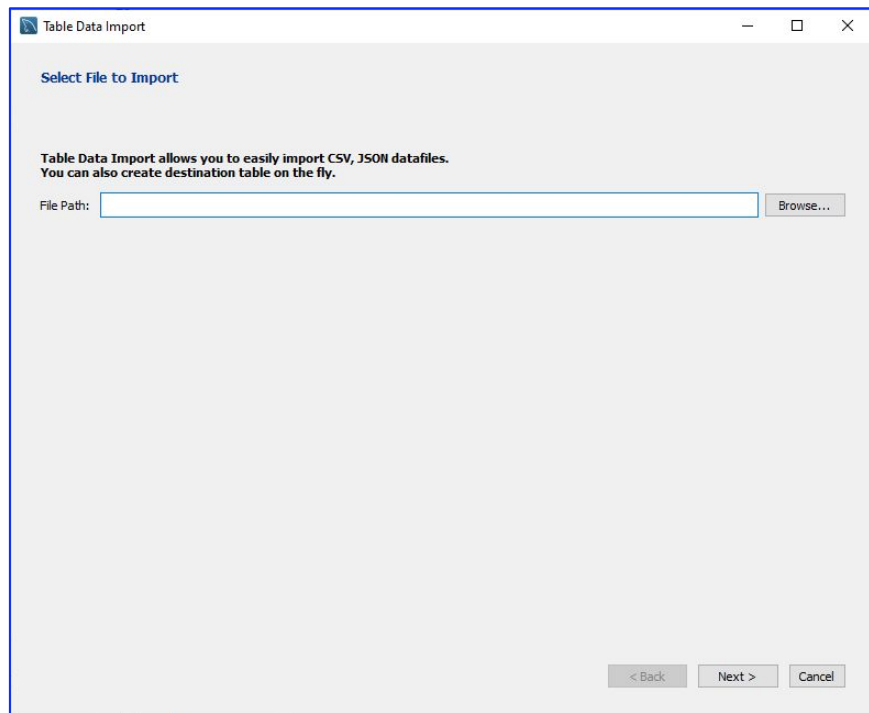 Table Data Import
Select File to Import
Table Data Import allows you to easily import CSV, JSON datafiles.
You can also create destination table on the fly.
File Path: Browse...
< Back Next > Cancel